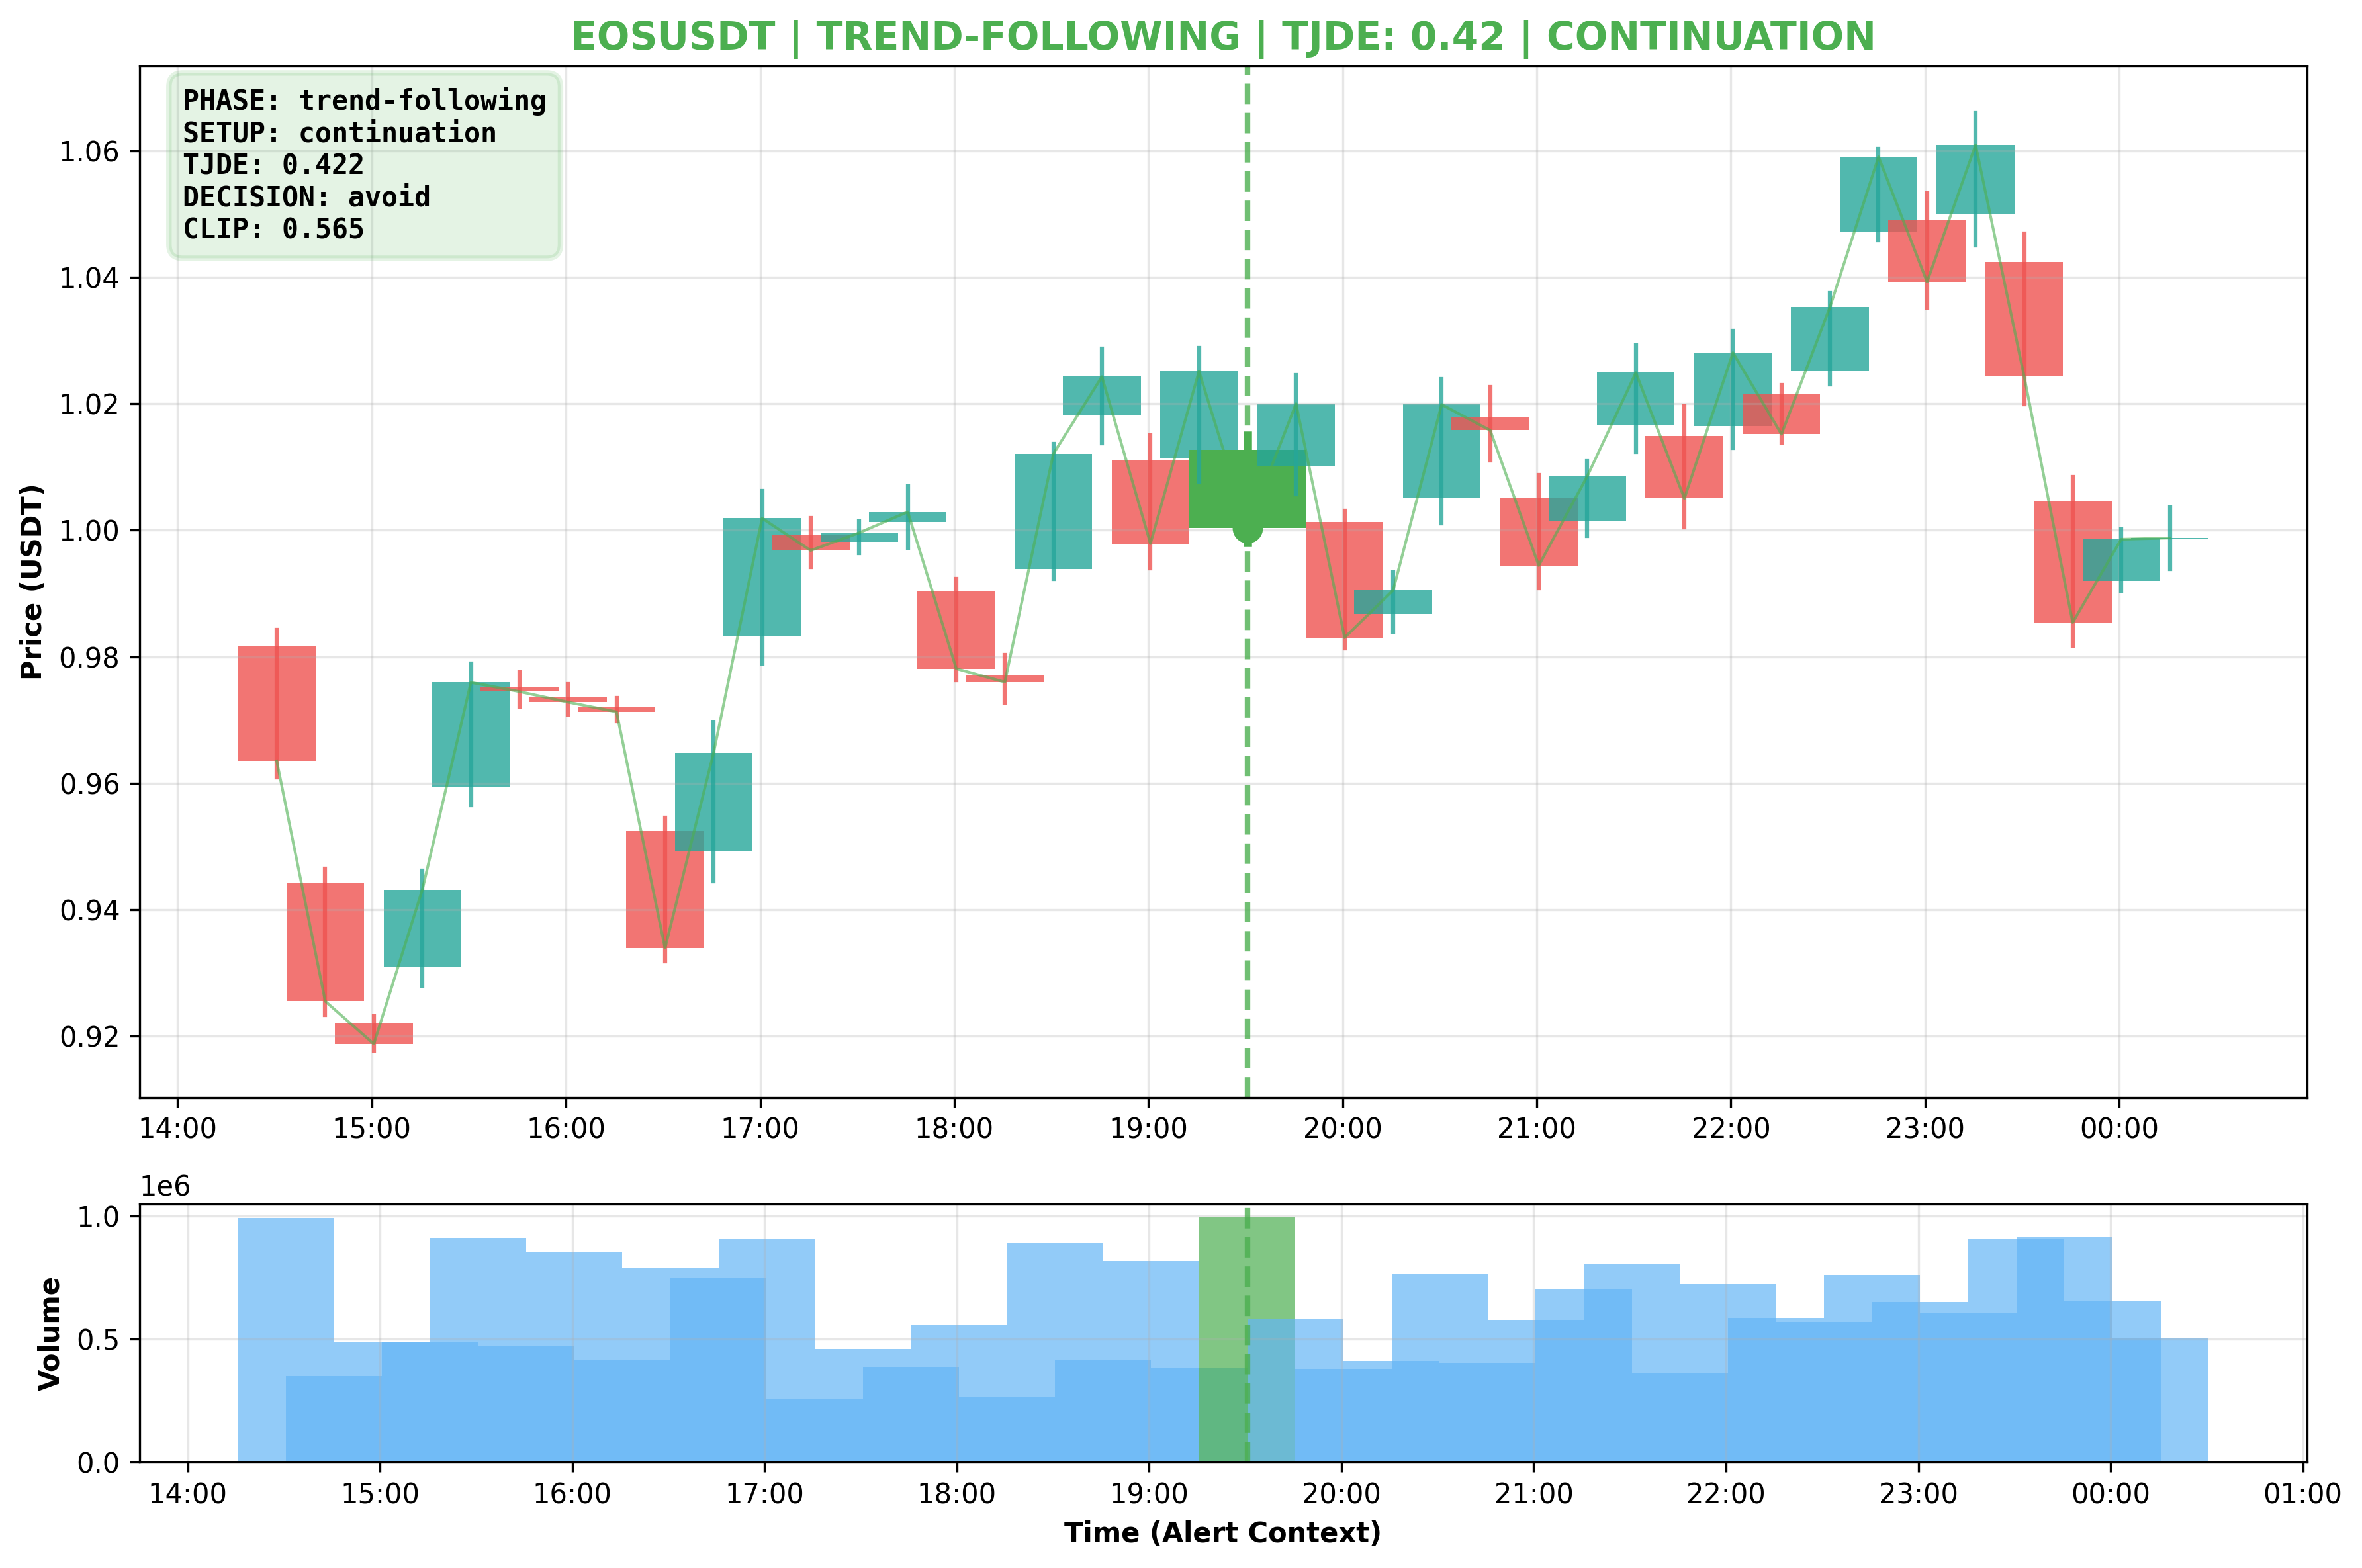 EOSUSDT | TREND-FOLLOWING | TJDE: 0.42 | CONTINUATION
PHASE: trend-following
SETUP: continuation
TJDE: 0.422
DECISION: avoid
CLIP: 0.565
Price (USDT)
1.06
1.04
1.02
1.00
0.98
0.96
0.94
0.92
14:00 15:00 16:00 17:00 18:00 19:00 20:00 21:00 22:00 23:00 00:00
1e6
Volume
1.0
0.5
0.0
14:00 15:00 16:00 17:00 18:00 19:00 20:00 21:00 22:00 23:00 00:00 01:00
Time (Alert Context)